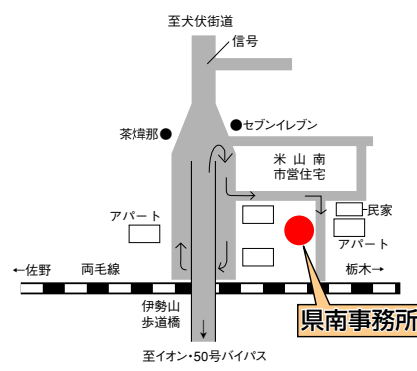 至犬伏街道
信号
茶煌那
セブンイレブン
米山南
市営住宅
アパート
民家
アパート
←佐野
両毛線
栃木→
伊勢山
歩道橋
県南事務所
至イオン・50号バイパス